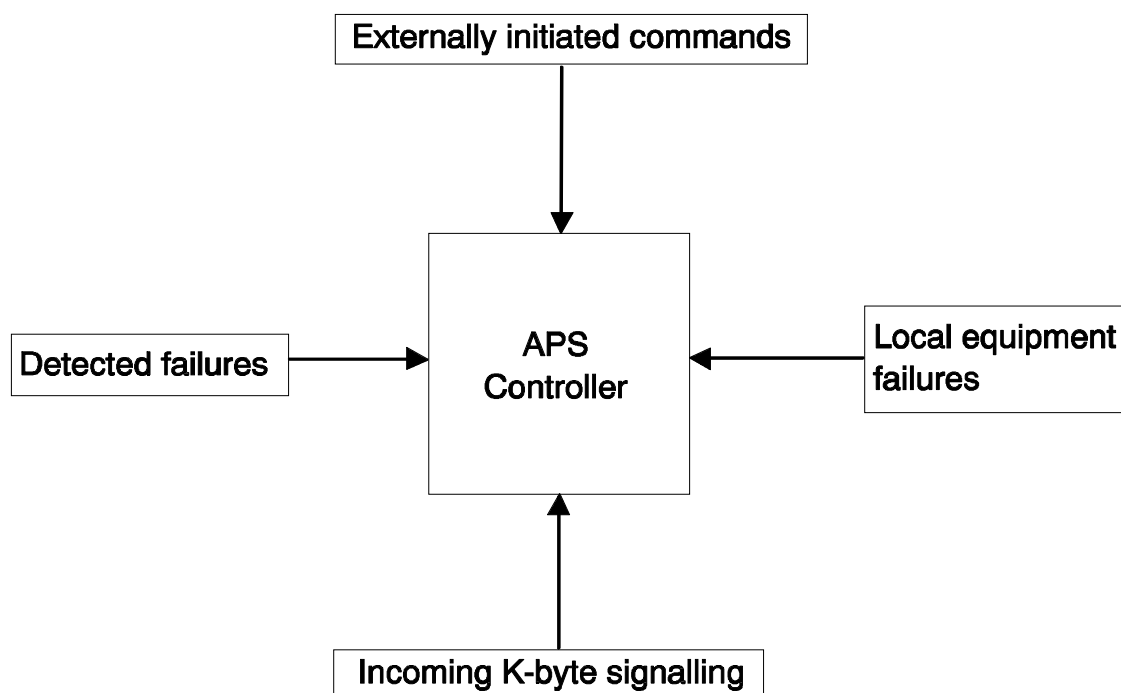 Externally initiated commands
Detected failures
APS
Controller
Local equipment
failures
Incoming K-byte signalling